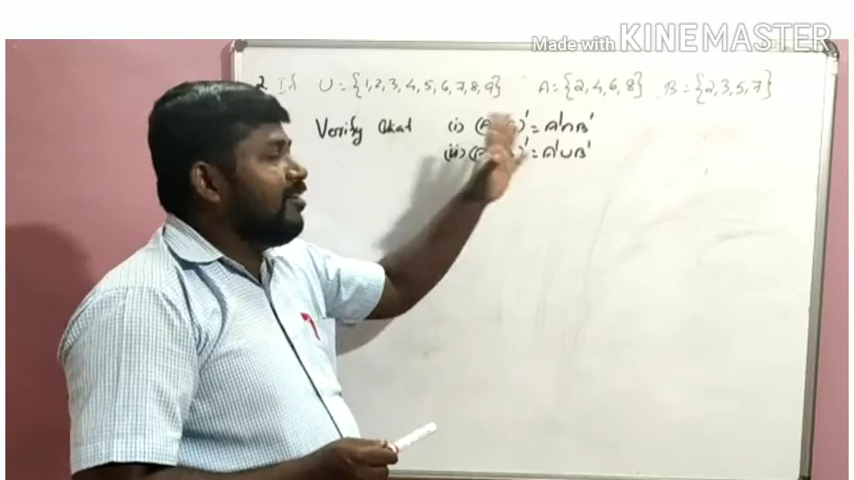 Made with KINEMASTER
2. If U = {1,2,3,4,5,6,7,8,9} A = {2,4,6,8} B = {2,3,5,7}
Verify that (i) (A )' = A'∩B'
(ii) ( )' = A'∪B'